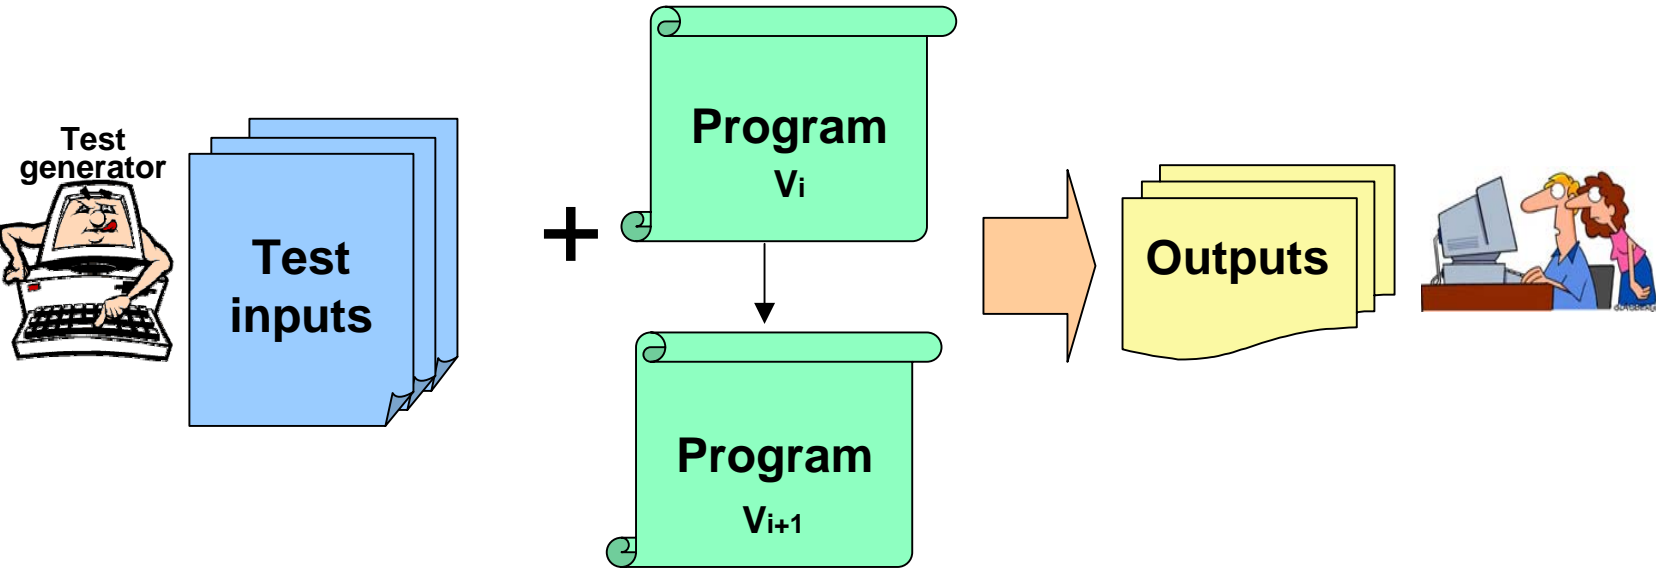 Test
generator
Test
inputs
+
Program
Vi
Program
Vi+1
Outputs